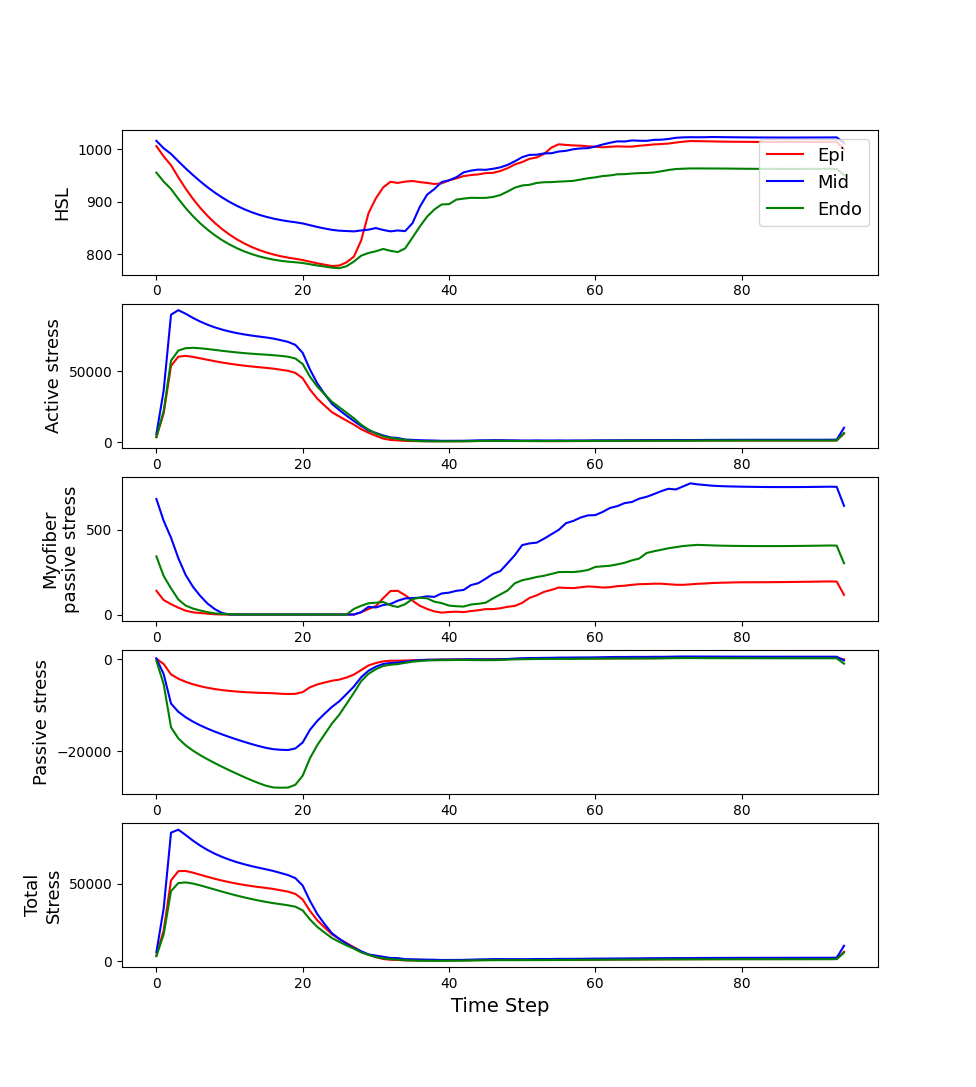 HSL
1000
900
800
0 20 40 60 80
Epi
Mid
Endo
Active stress
50000
0
0 20 40 60 80
Myofiber
passive stress
500
0
0 20 40 60 80
Passive stress
0
−20000
0 20 40 60 80
Total
Stress
50000
0
0 20 40 60 80
Time Step